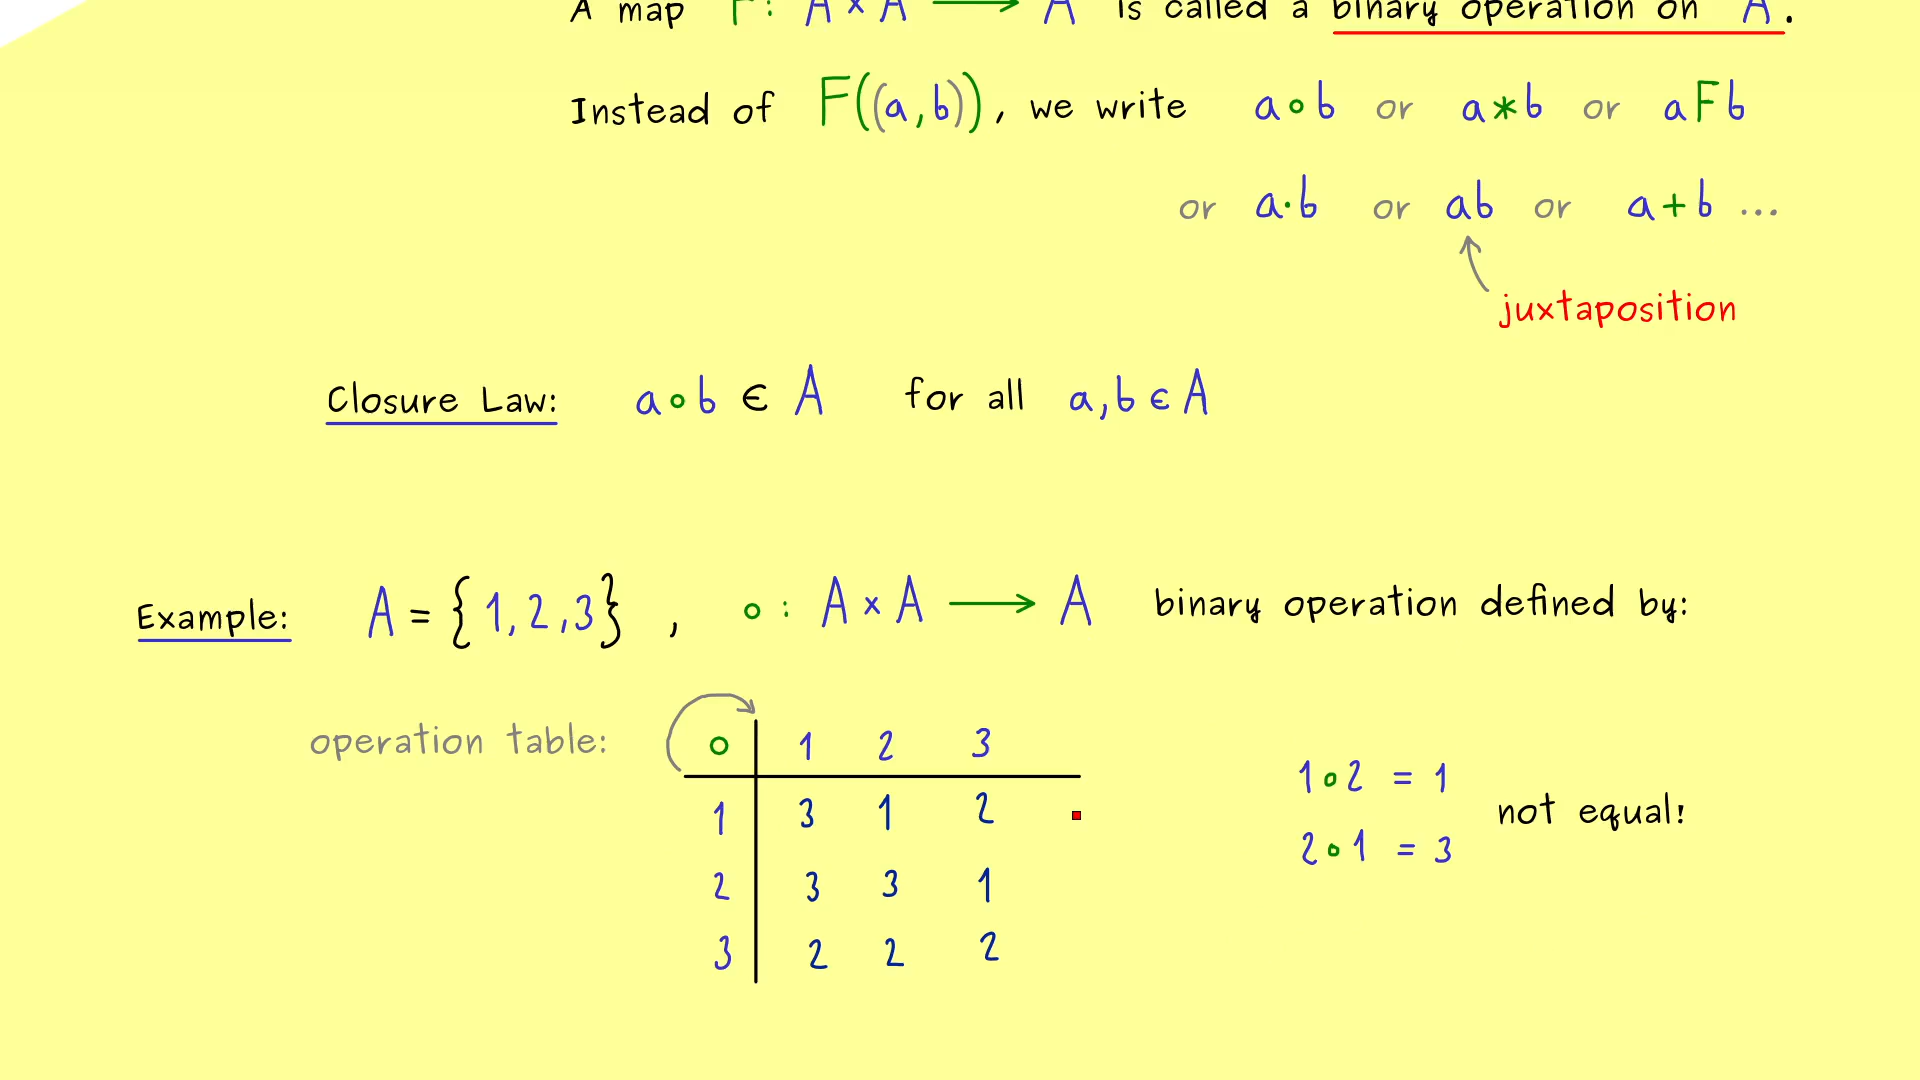 A map F: A × A ⟶ A is called a binary operation on A.
Instead of F((a,b)), we write a∘b or a*b or aFb
or a·b or ab or a+b ...
juxtaposition
Closure Law: a∘b ∈ A for all a,b ∈ A
Example: A = {1,2,3} , ∘ : A × A ⟶ A binary operation defined by:
operation table:
∘ 1 2 3
1 3 1 2
2 3 3 1
3 2 2 2
1∘2 = 1
2∘1 = 3
not equal!